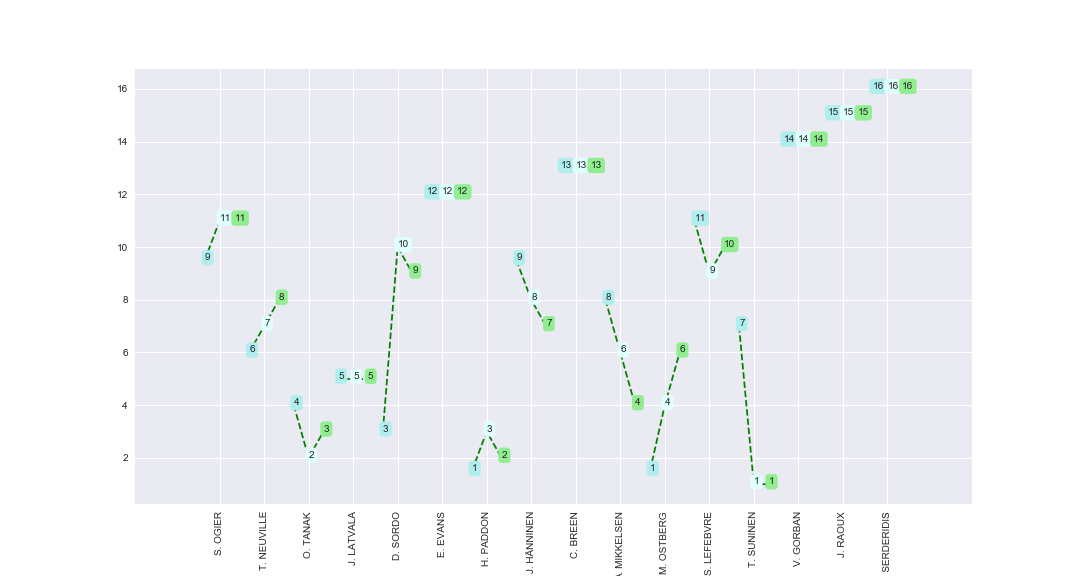 16
14
12
10
8
6
4
2
9 11 11
6 7 8
4 2 3
5 5 5
3 10 9
12 12 12
1 3 2
9 8 7
13 13 13
8 6 4
1 4 6
11 9 10
7 1 1
14 14 14
15 15 15
16 16 16
S. OGIER
T. NEUVILLE
O. TANAK
J. LATVALA
D. SORDO
E. EVANS
H. PADDON
J. HANNINEN
C. BREEN
. MIKKELSEN
M. OSTBERG
S. LEFEBVRE
T. SUNINEN
V. GORBAN
J. RAOUX
SERDERIDIS